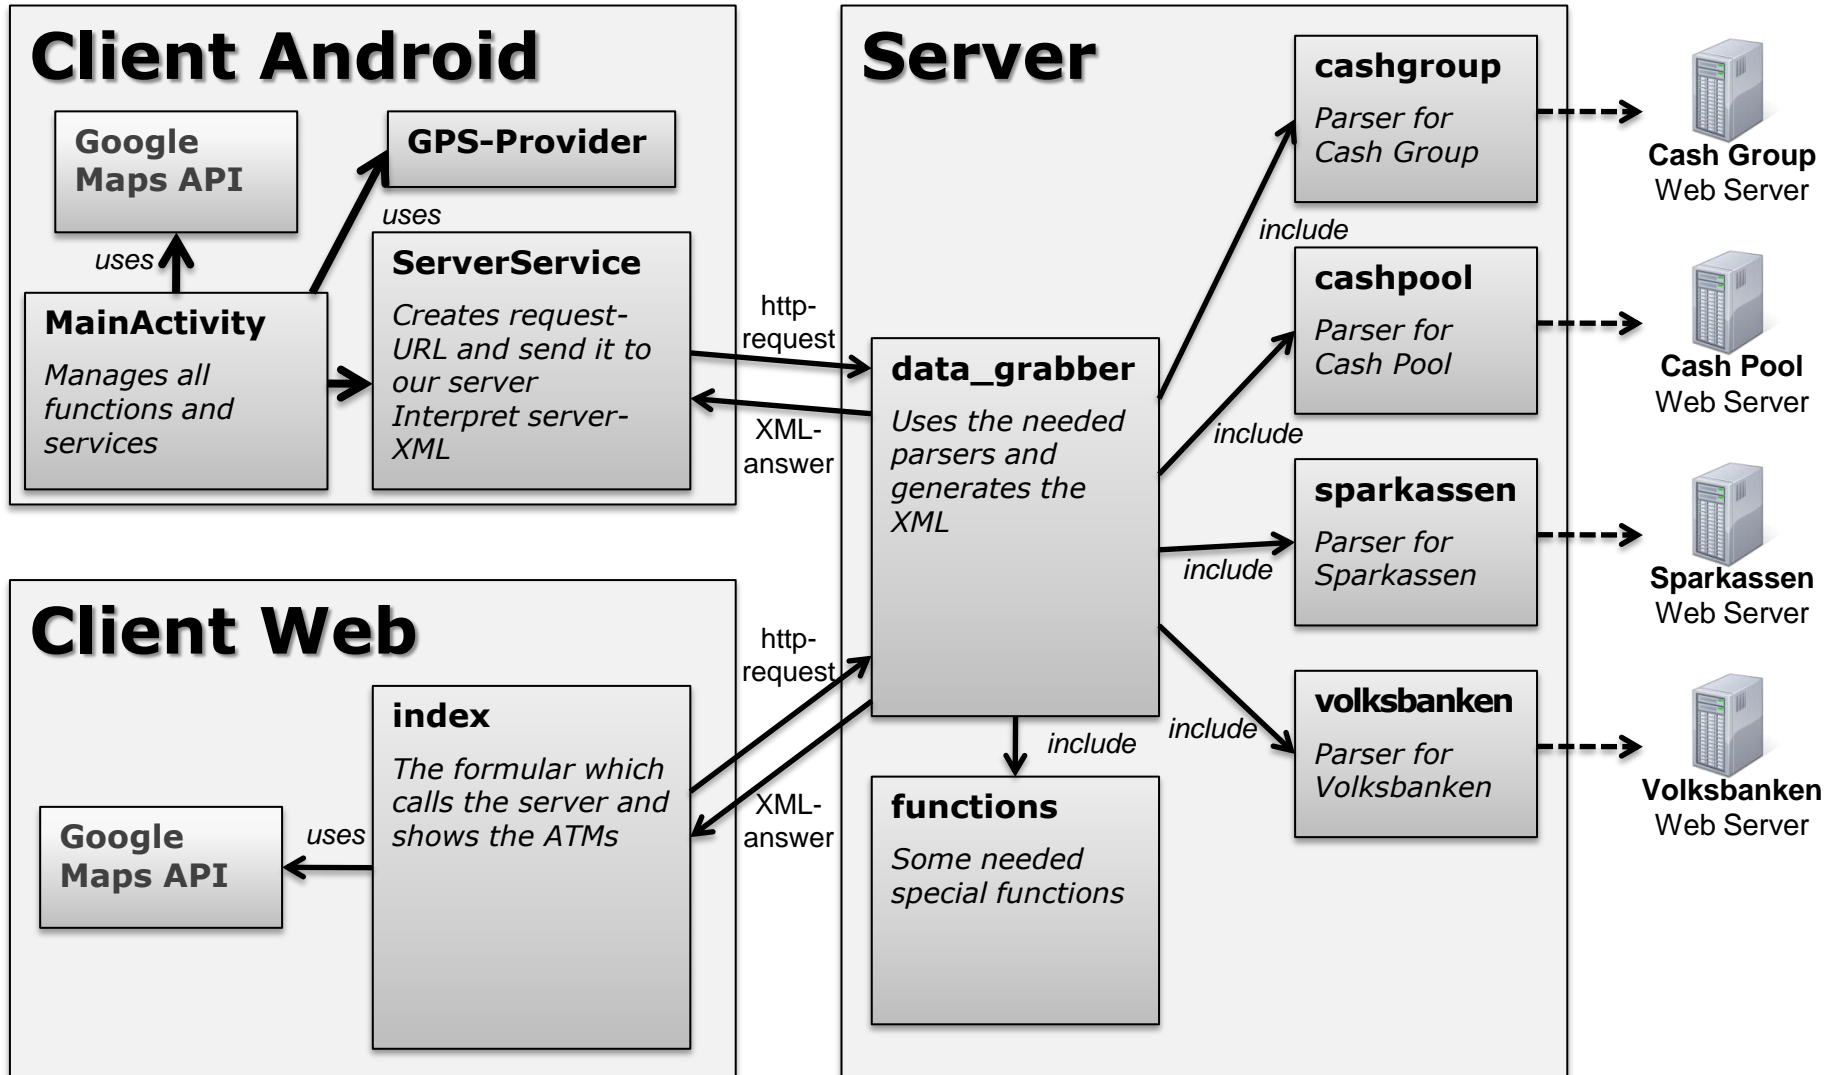 Client Android
Google
Maps API
GPS-Provider
uses
uses
MainActivity
Manages all
functions and
services
ServerService
Creates request-
URL and send it to
our server
Interpret server-
XML
http-
request
XML-
answer
Client Web
Google
Maps API
uses
index
The formular which
calls the server and
shows the ATMs
http-
request
XML-
answer
Server
data_grabber
Uses the needed
parsers and
generates the
XML
include
functions
Some needed
special functions
include
include
include
include
cashgroup
Parser for
Cash Group
cashpool
Parser for
Cash Pool
sparkassen
Parser for
Sparkassen
volksbanken
Parser for
Volksbanken
Cash Group
Web Server
Cash Pool
Web Server
Sparkassen
Web Server
Volksbanken
Web Server